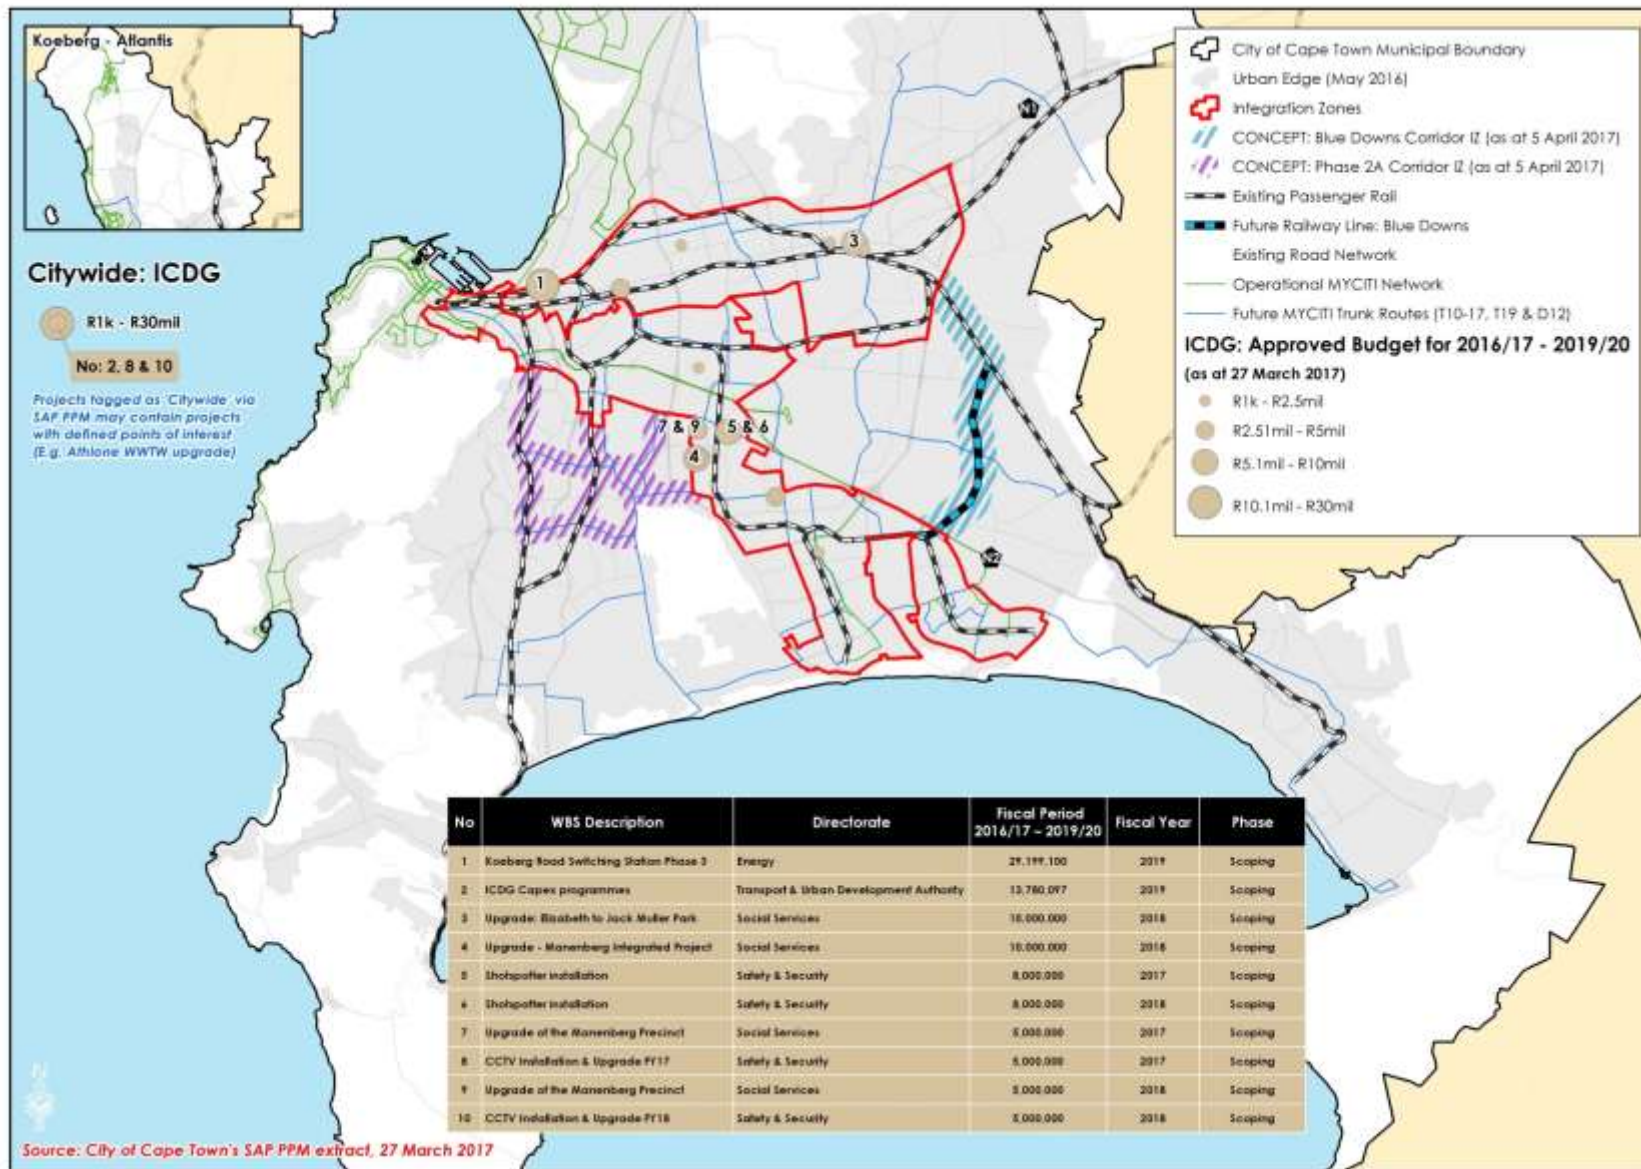 Koeberg - Atlantis
Citywide: ICDG
R1k - R30mil
No: 2, 8 & 10
Projects tagged as 'Citywide' via
SAP PPM may contain projects
with defined points of interest
(E.g. Athlone WWTW upgrade)
City of Cape Town Municipal Boundary
Urban Edge (May 2016)
Integration Zones
CONCEPT: Blue Downs Corridor IZ (as at 5 April 2017)
CONCEPT: Phase 2A Corridor IZ (as at 5 April 2017)
Existing Passenger Rail
Future Railway Line: Blue Downs
Existing Road Network
Operational MYCITI Network
Future MYCITI Trunk Routes (T10-17, T19 & D12)
ICDG: Approved Budget for 2016/17 - 2019/20
(as at 27 March 2017)
R1k - R2.5mil
R2.51mil - R5mil
R5.1mil - R10mil
R10.1mil - R30mil
N1
3
1
7 & 9
5 & 6
4
N2
No WBS Description Directorate Fiscal Period 2016/17 – 2019/20 Fiscal Year Phase
1 Koeberg Road Switching Station Phase 3 Energy 29.199.100 2019 Scoping
2 ICDG Capex programmes Transport & Urban Development Authority 13.780.097 2019 Scoping
3 Upgrade: Elizabeth to Jack Muller Park Social Services 10.000.000 2018 Scoping
4 Upgrade - Manenberg Integrated Project Social Services 10.000.000 2018 Scoping
5 Shotspotter installation Safety & Security 8.000.000 2017 Scoping
6 Shotspotter installation Safety & Security 8.000.000 2018 Scoping
7 Upgrade of the Manenberg Precinct Social Services 5.000.000 2017 Scoping
8 CCTV Installation & Upgrade FY17 Safety & Security 5.000.000 2017 Scoping
9 Upgrade of the Manenberg Precinct Social Services 5.000.000 2018 Scoping
10 CCTV Installation & Upgrade FY18 Safety & Security 5.000.000 2018 Scoping
N
Source: City of Cape Town's SAP PPM extract, 27 March 2017